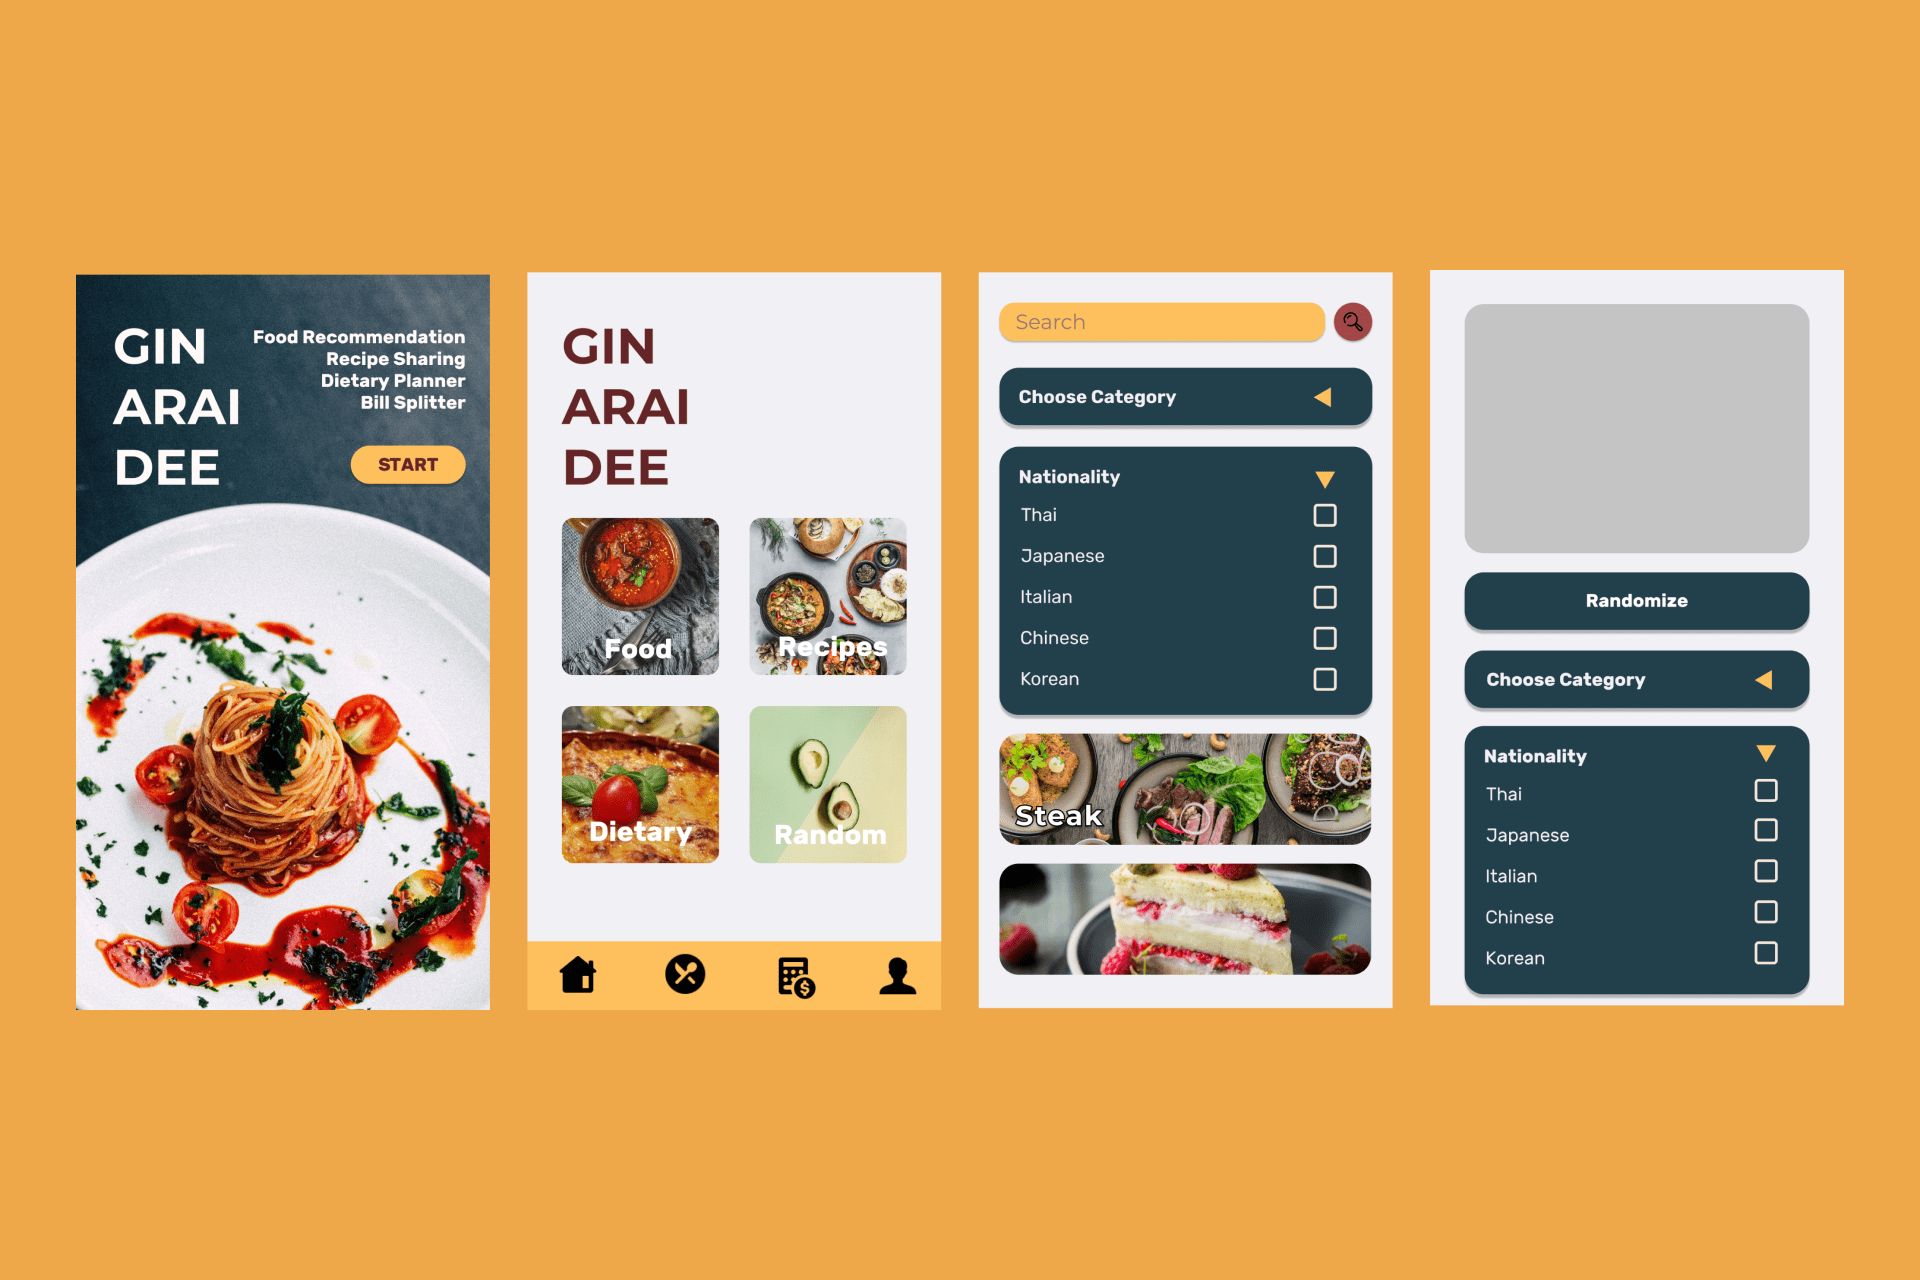 GIN
ARAI
DEE
Food Recommendation
Recipe Sharing
Dietary Planner
Bill Splitter
START
GIN
ARAI
DEE
Food
Recipes
Dietary
Random
$
Search
Choose Category
Nationality
Thai
Japanese
Italian
Chinese
Korean
Steak
Randomize
Choose Category
Nationality
Thai
Japanese
Italian
Chinese
Korean